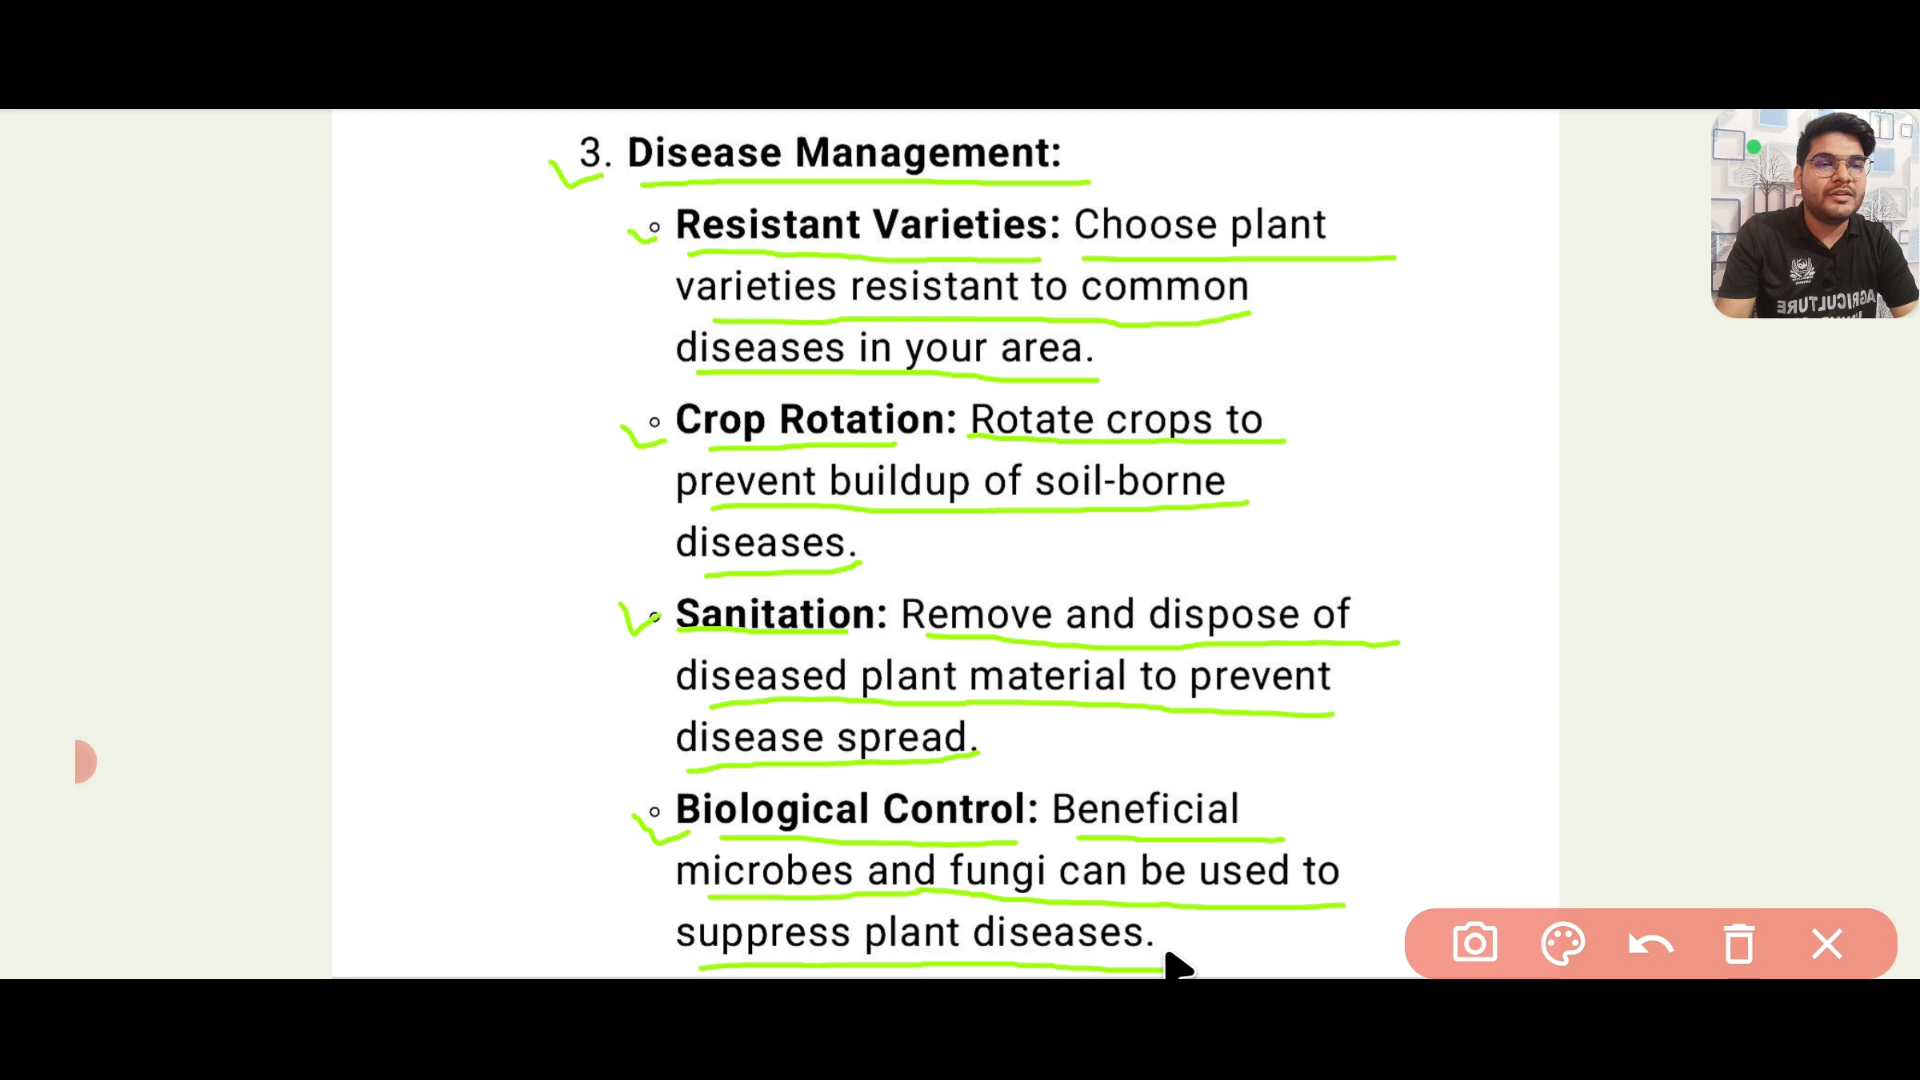 3. Disease Management:
◦ Resistant Varieties: Choose plant
varieties resistant to common
diseases in your area.
◦ Crop Rotation: Rotate crops to
prevent buildup of soil-borne
diseases.
◦ Sanitation: Remove and dispose of
diseased plant material to prevent
disease spread.
◦ Biological Control: Beneficial
microbes and fungi can be used to
suppress plant diseases.
AGRICULTURE